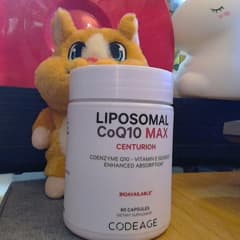 LIPOSOMAL
CoQ10 MAX
CENTURION
COENZYME Q10 - VITAMIN E
ENHANCED ABSORPTION
BIOAVAILABLE*
60 CAPSULES
DIETARY SUPPLEMENT
CODEAGE